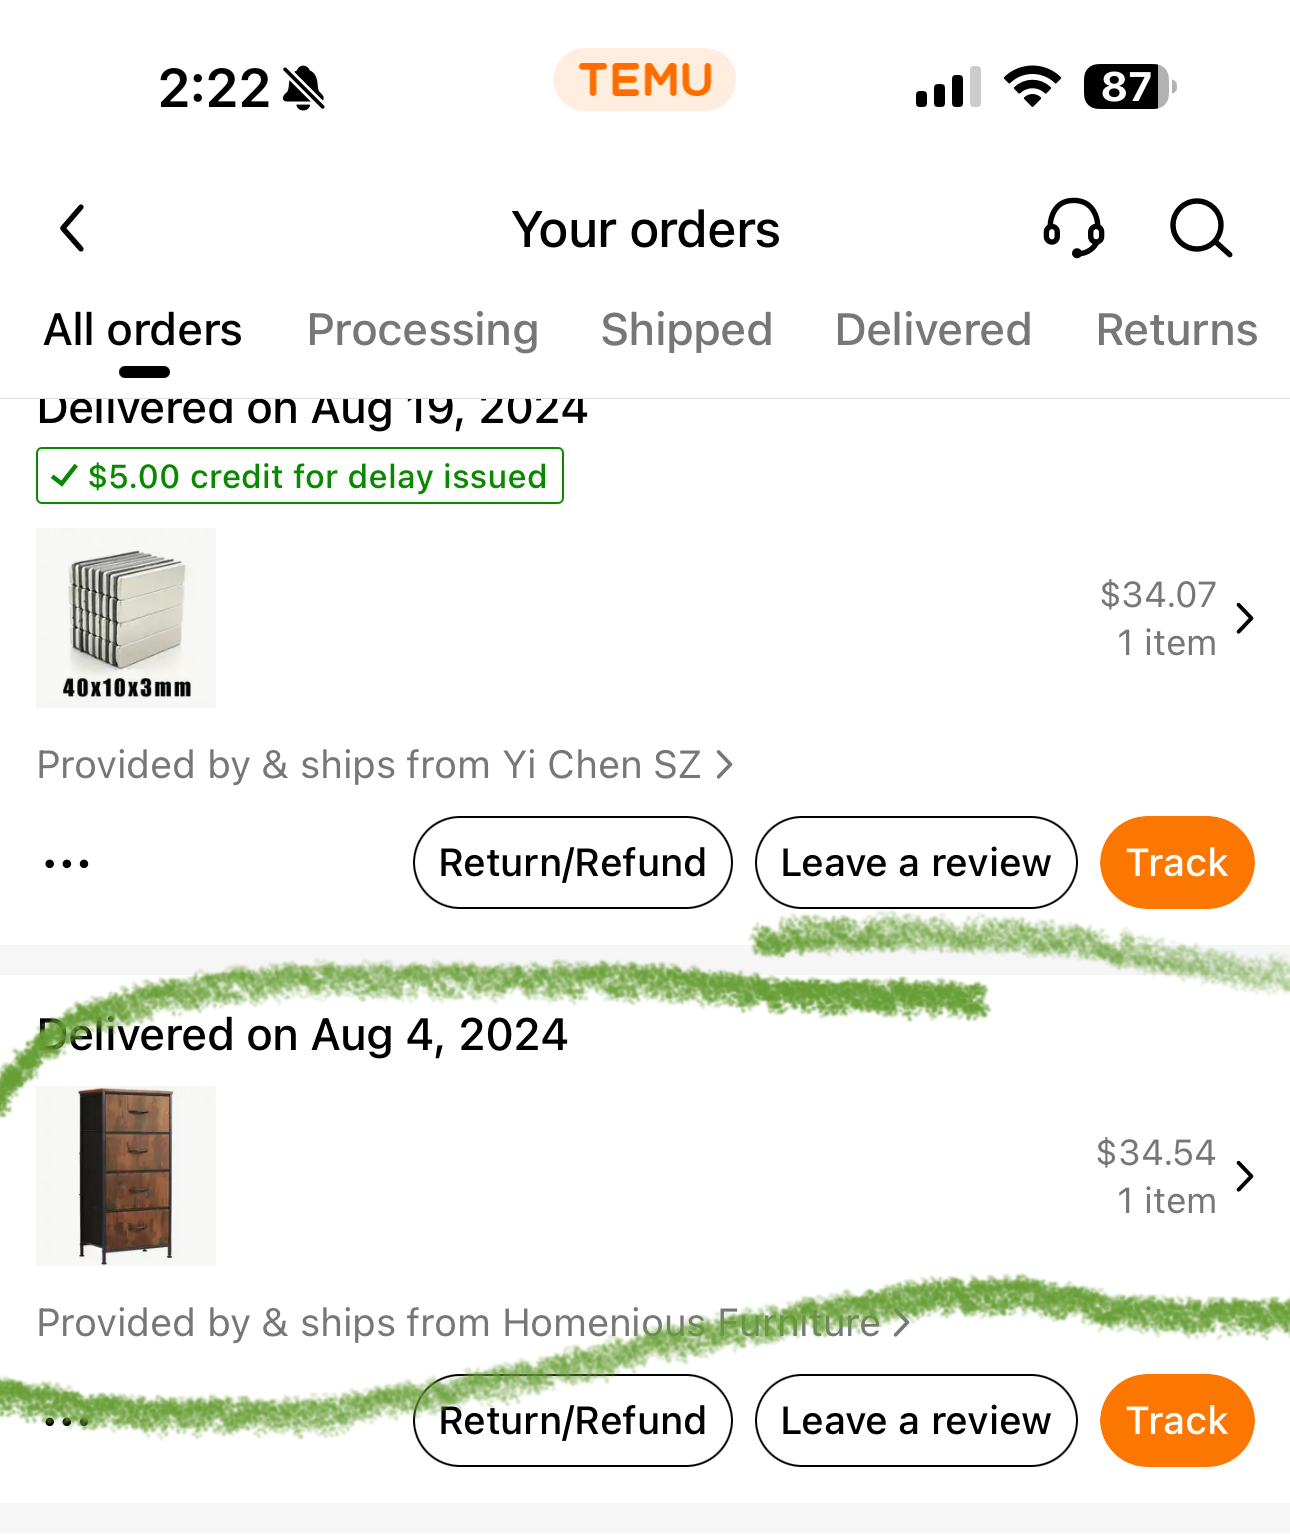 2:22 TEMU 87
Your orders
All orders Processing Shipped Delivered Returns
Delivered on Aug 19, 2024
$5.00 credit for delay issued
40x10x3mm
$34.07
1 item
Provided by & ships from Yi Chen SZ
Return/Refund Leave a review Track
Delivered on Aug 4, 2024
$34.54
1 item
Provided by & ships from Homenious Furniture
Return/Refund Leave a review Track